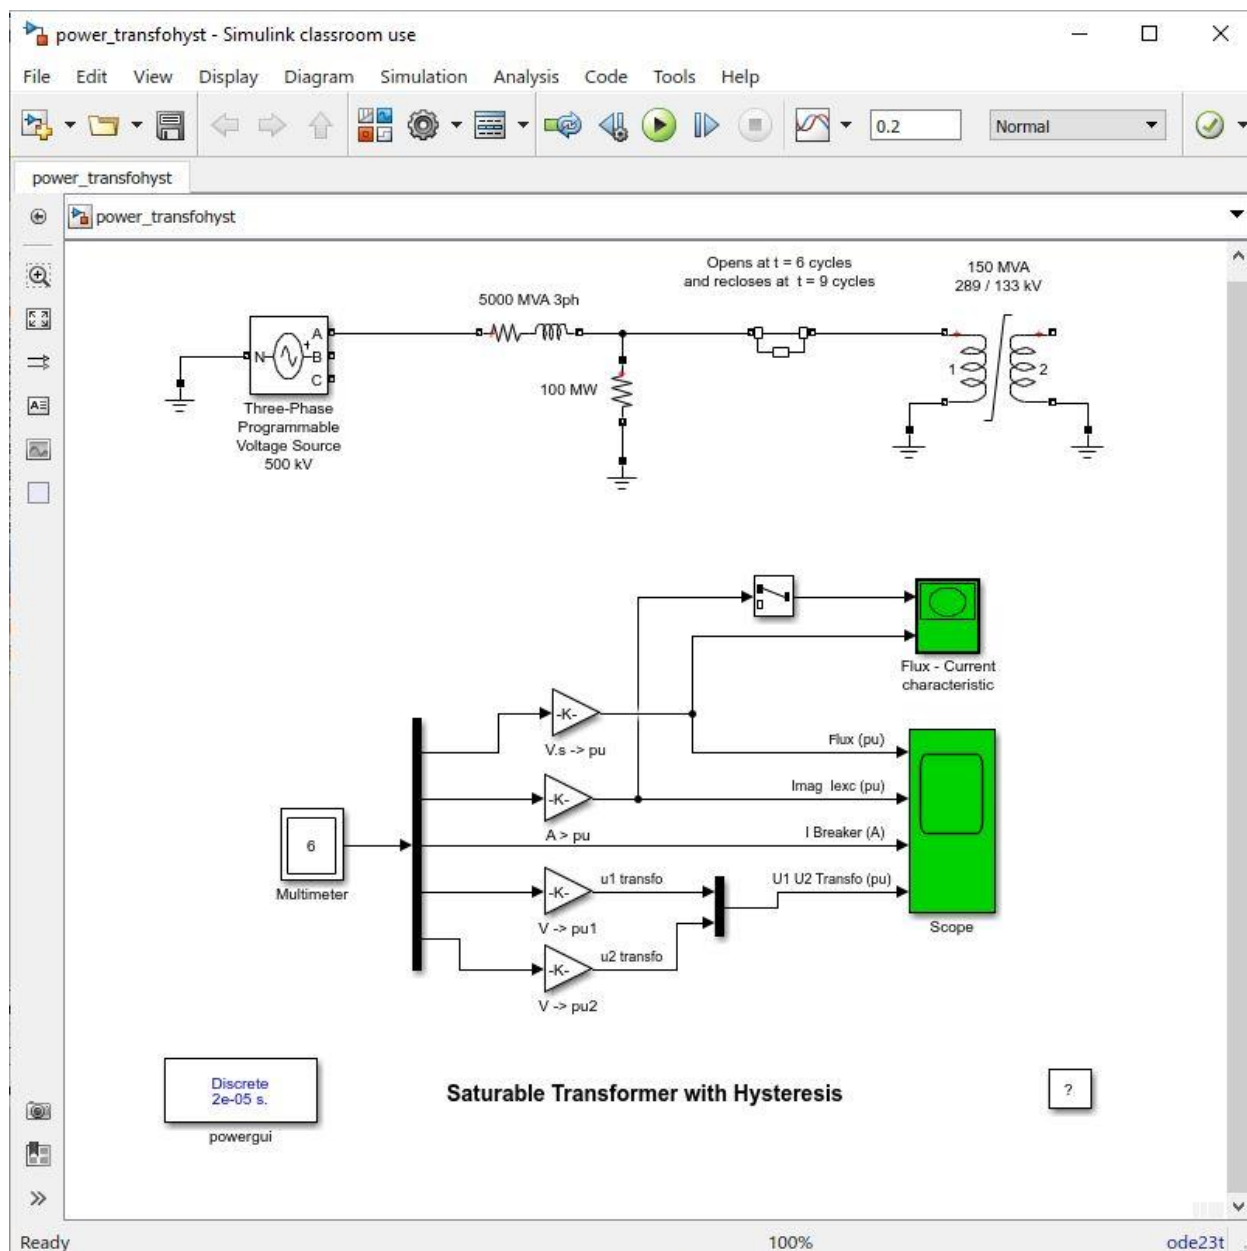 power_transfohyst - Simulink classroom use
File Edit View Display Diagram Simulation Analysis Code Tools Help
0.2 Normal
power_transfohyst
power_transfohyst
Opens at t = 6 cycles
and recloses at t = 9 cycles
150 MVA
289 / 133 kV
5000 MVA 3ph
N A B C
+
1 2
100 MW
Three-Phase
Programmable
Voltage Source
500 kV
Flux - Current
characteristic
-K-
V.s -> pu
Flux (pu)
-K-
A > pu
Imag Iexc (pu)
6
Multimeter
I Breaker (A)
-K-
V -> pu1
u1 transfo
U1 U2 Transfo (pu)
-K-
V -> pu2
u2 transfo
Scope
Discrete
2e-05 s.
powergui
Saturable Transformer with Hysteresis
?
Ready 100% ode23t